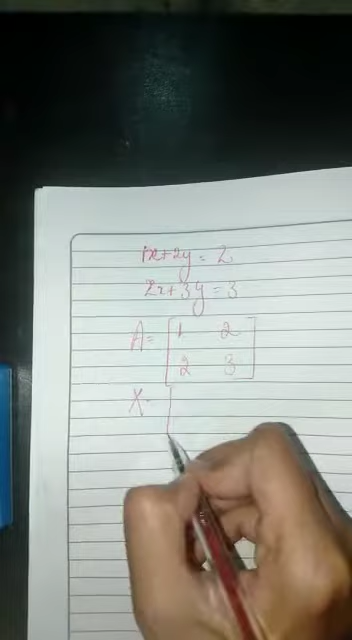 1x+2y = 2
2x+3y = 3
A = [1 2
2 3]
X = [